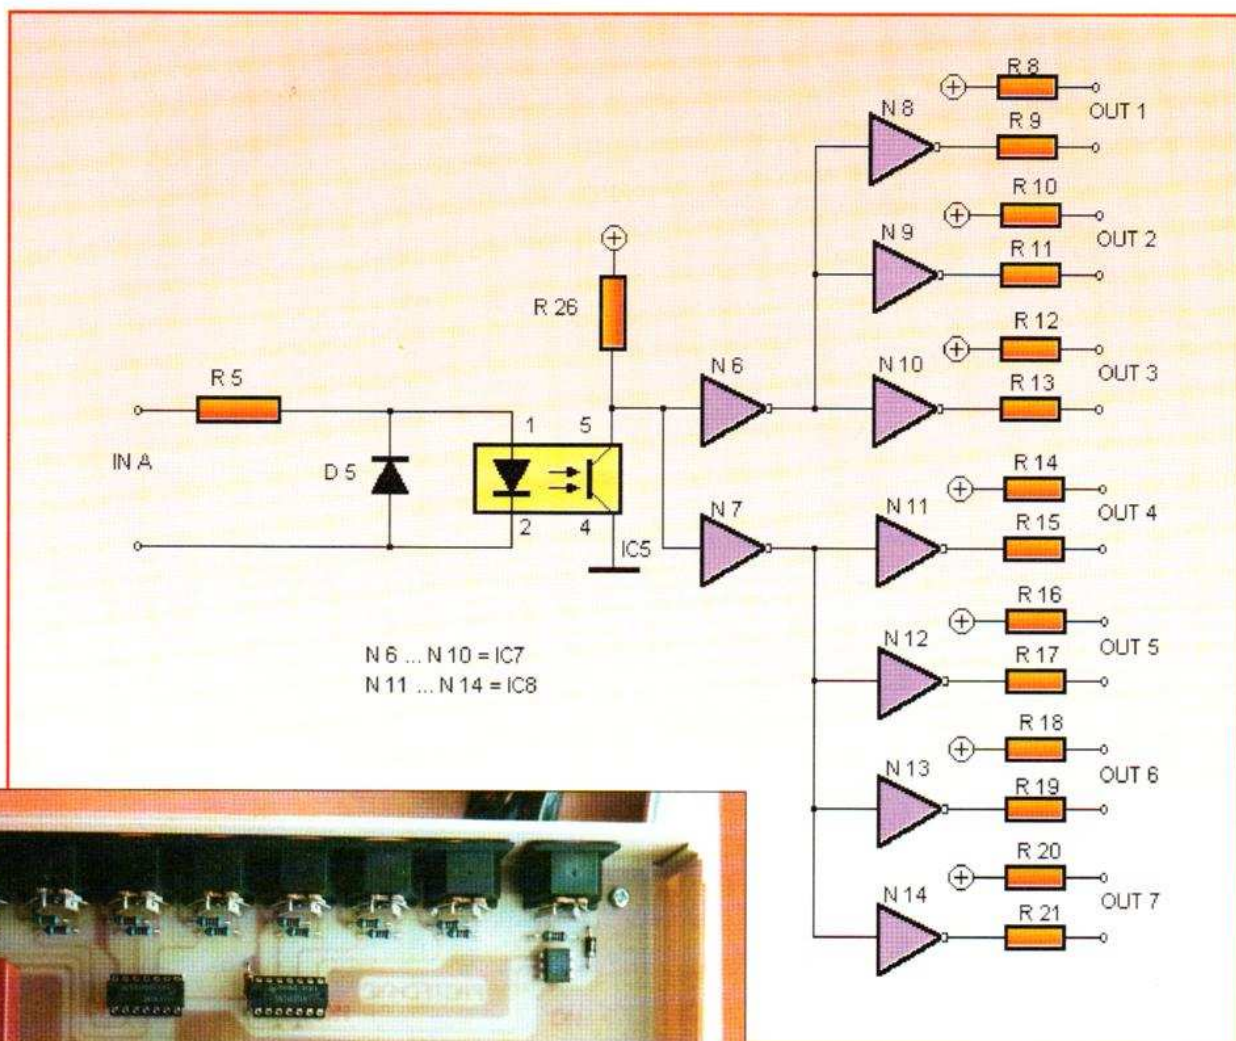 R 8
OUT 1
N 8
R 9
R 10
OUT 2
N 9
R 11
R 26
R 12
OUT 3
N 6
N 10
R 13
R 5
1
5
IN A
D 5
2
4
IC5
N 7
N 11
R 14
OUT 4
R 15
R 16
OUT 5
N 12
R 17
N 6 ... N 10 = IC7
N 11 ... N 14 = IC8
R 18
OUT 6
N 13
R 19
R 20
OUT 7
N 14
R 21